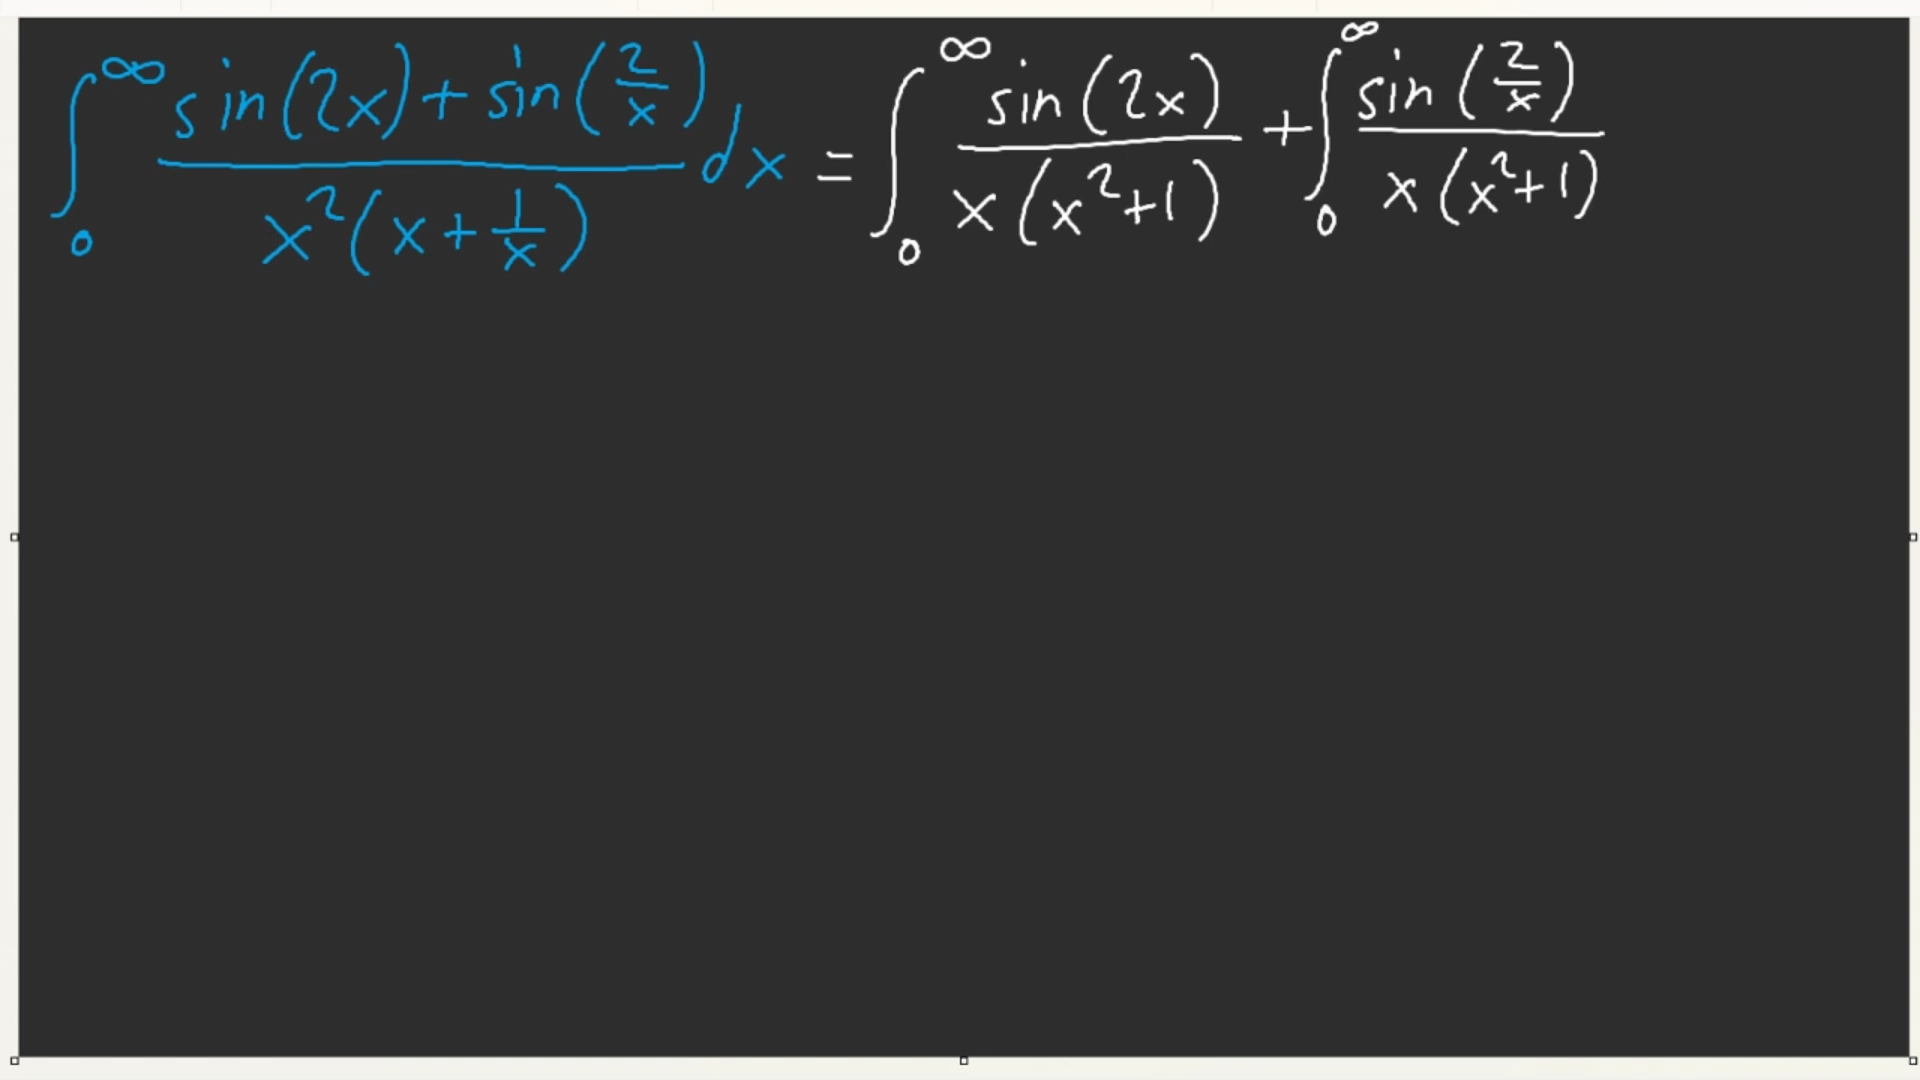 ∫₀^∞ (sin(2x)+sin(2/x))/(x²(x+1/x)) dx = ∫₀^∞ sin(2x)/(x(x²+1)) + ∫₀^∞ sin(2/x)/(x(x²+1))